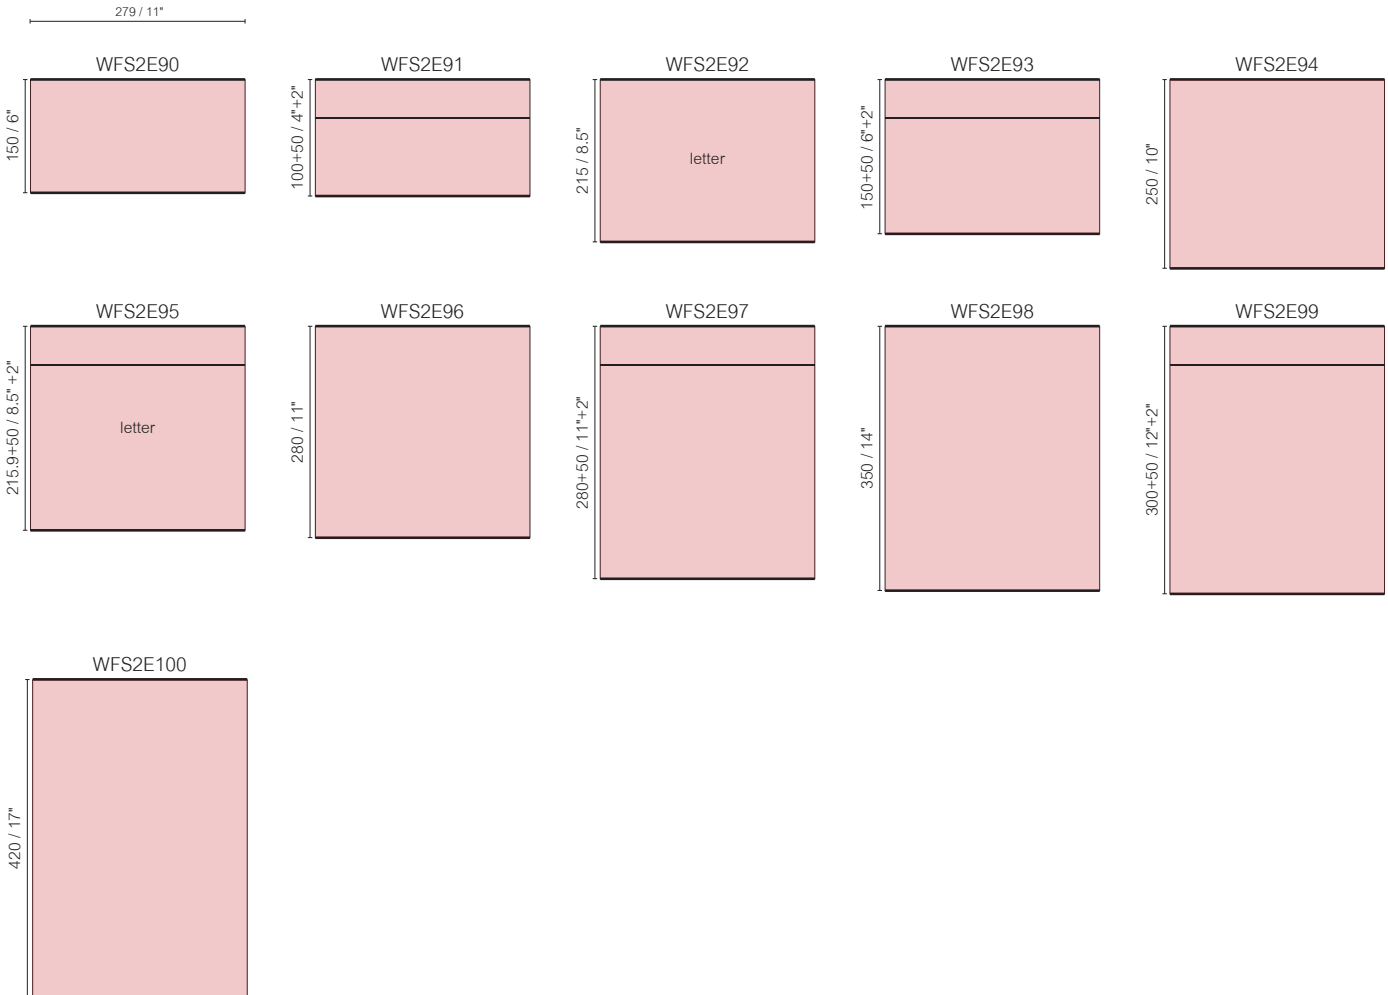 279 / 11"
WFS2E90
WFS2E91
WFS2E92
WFS2E93
WFS2E94
150 / 6"
100+50 / 4"+2"
215 / 8.5"
letter
150+50 / 6"+2"
250 / 10"
WFS2E95
WFS2E96
WFS2E97
WFS2E98
WFS2E99
215.9+50 / 8.5" +2"
letter
280 / 11"
280+50 / 11"+2"
350 / 14"
300+50 / 12"+2"
WFS2E100
420 / 17"